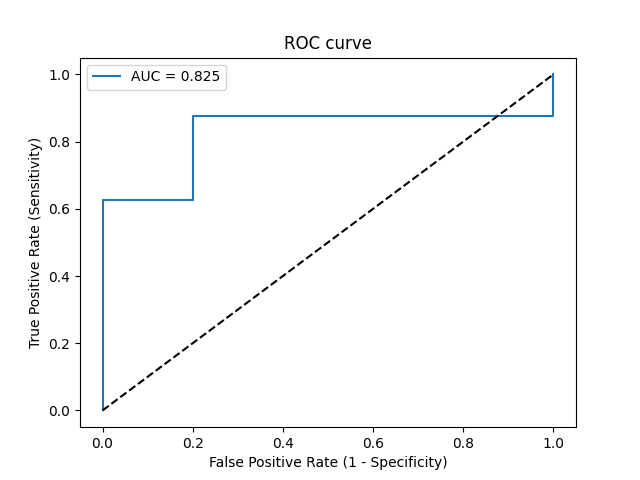 ROC curve
AUC = 0.825
1.0
0.8
0.6
0.4
0.2
0.0
True Positive Rate (Sensitivity)
0.0 0.2 0.4 0.6 0.8 1.0
False Positive Rate (1 - Specificity)